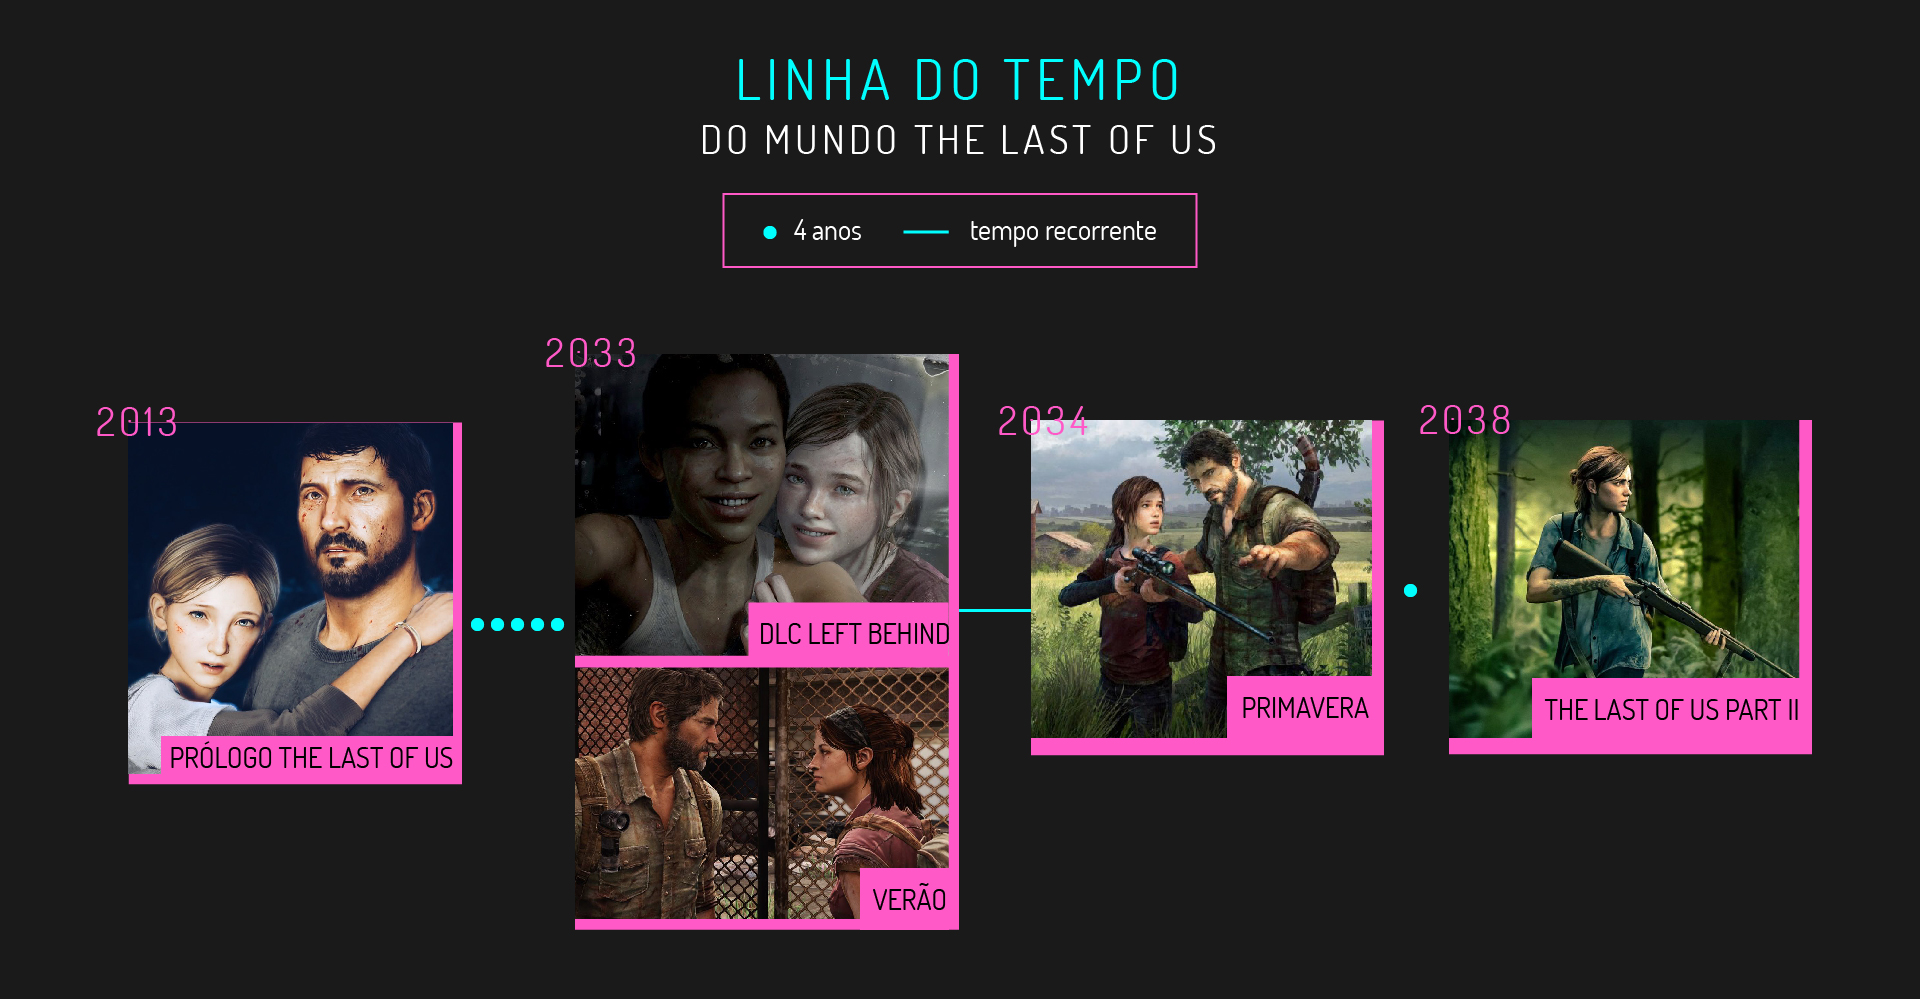 LINHA DO TEMPO
DO MUNDO THE LAST OF US
4 anos
tempo recorrente
2013
PRÓLOGO THE LAST OF US
2033
DLC LEFT BEHIND
VERÃO
2034
PRIMAVERA
2038
THE LAST OF US PART II